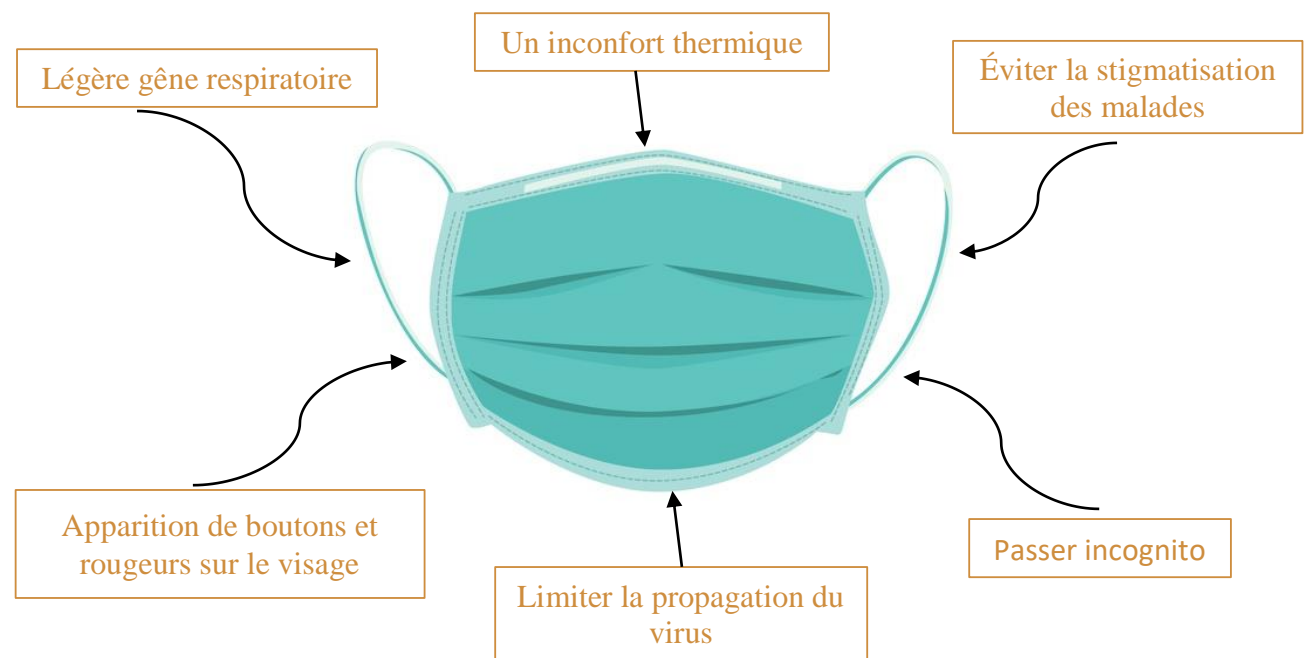 Un inconfort thermique
Légère gêne respiratoire
Éviter la stigmatisation
des malades
Apparition de boutons et
rougeurs sur le visage
Passer incognito
Limiter la propagation du
virus